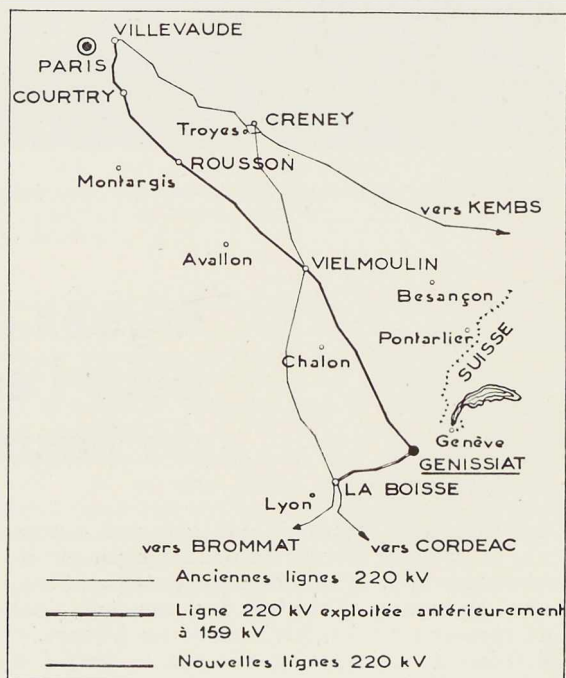 VILLEVAUDE
PARIS
COURTRY
CRENEY
Troyes
ROUSSON
Montargis
vers KEMBS
Avallon
VIELMOULIN
Besançon
Pontarlier
SUISSE
Chalon
Genêve
GENISSIAT
LA BOISSE
Lyon
vers BROMMAT
vers CORDEAC
Anciennes lignes 220 kV
Ligne 220 kV exploitée antérieurement
à 159 kV
Nouvelles lignes 220 kV